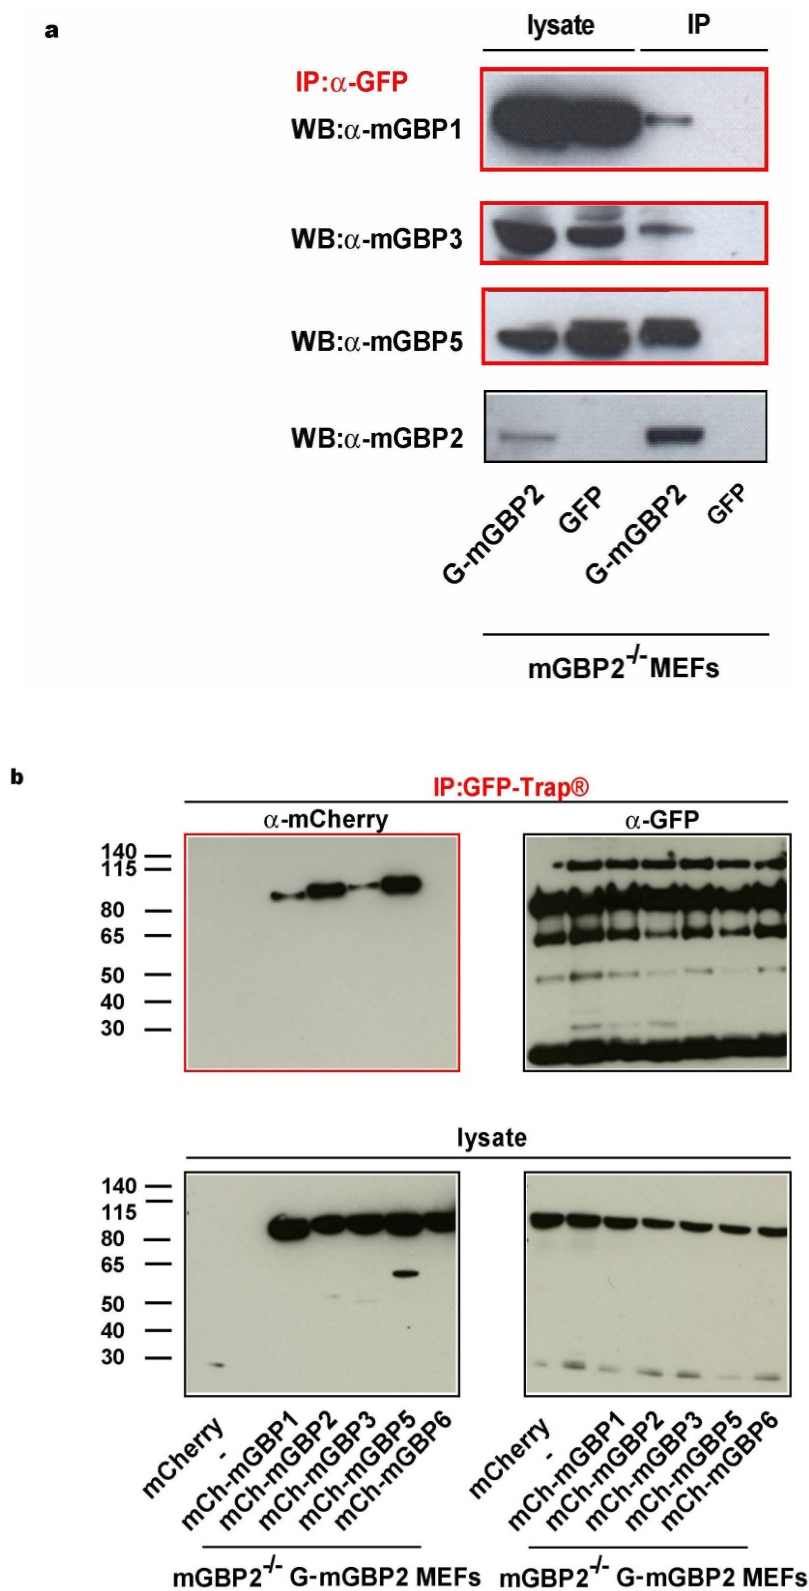 a
lysate IP
IP:α-GFP
WB:α-mGBP1
WB:α-mGBP3
WB:α-mGBP5
WB:α-mGBP2
G-mGBP2 GFP G-mGBP2 GFP
mGBP2-/-MEFs
b
IP:GFP-Trap®
α-mCherry α-GFP
140
115
80
65
50
40
30
lysate
140
115
80
65
50
40
30
mCherry - mCh-mGBP1 mCh-mGBP2 mCh-mGBP3 mCh-mGBP5 mCh-mGBP6 mCherry - mCh-mGBP1 mCh-mGBP2 mCh-mGBP3 mCh-mGBP5 mCh-mGBP6
mGBP2-/- G-mGBP2 MEFs mGBP2-/- G-mGBP2 MEFs